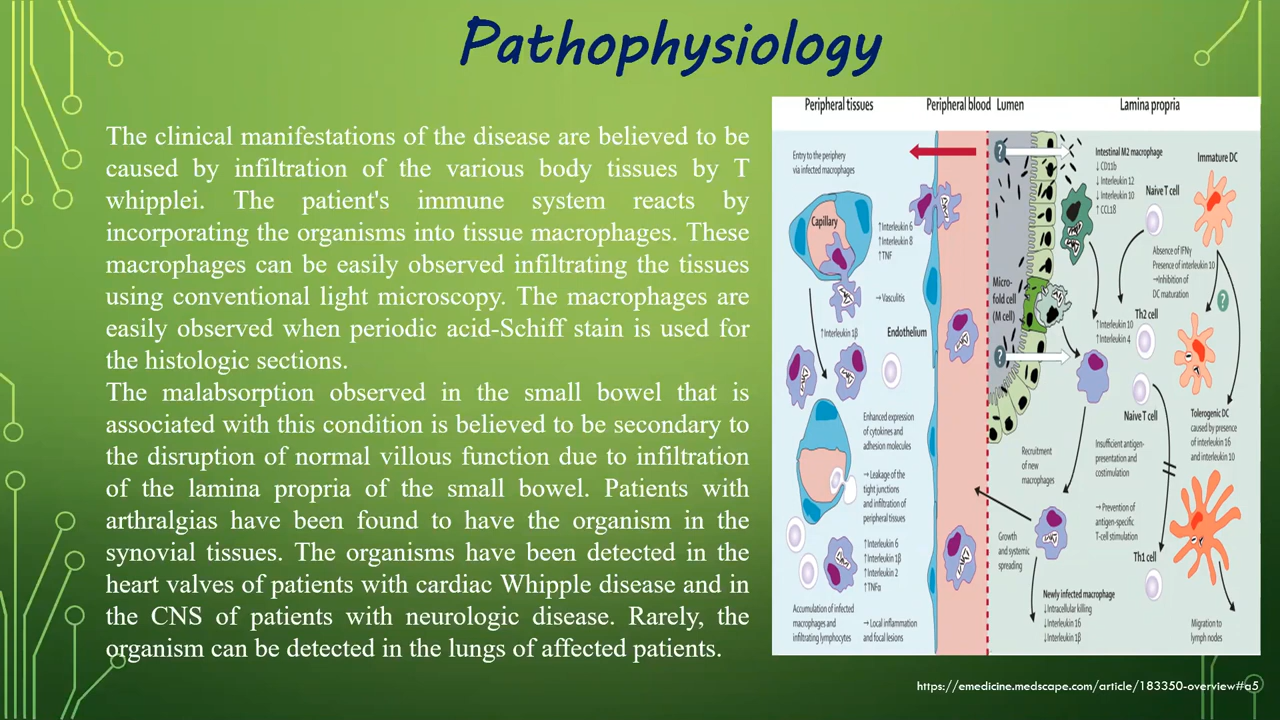 Pathophysiology
The clinical manifestations of the disease are believed to be
caused by infiltration of the various body tissues by T
whipplei. The patient's immune system reacts by
incorporating the organisms into tissue macrophages. These
macrophages can be easily observed infiltrating the tissues
using conventional light microscopy. The macrophages are
easily observed when periodic acid-Schiff stain is used for
the histologic sections.
The malabsorption observed in the small bowel that is
associated with this condition is believed to be secondary to
the disruption of normal villous function due to infiltration
of the lamina propria of the small bowel. Patients with
arthralgias have been found to have the organism in the
synovial tissues. The organisms have been detected in the
heart valves of patients with cardiac Whipple disease and in
the CNS of patients with neurologic disease. Rarely, the
organism can be detected in the lungs of affected patients.
Peripheral tissues
Peripheral blood
Lumen
Lamina propria
Entry to the periphery
via infected macrophages
Capillary
↑Interleukin 6
↑Interleukin 8
↑TNF
→Vasculitis
↑Interleukin 1β
Endothelium
Enhanced expression
of cytokines and
adhesion molecules
→Leakage of the
tight junctions
and infiltration of
peripheral tissues
↑Interleukin 6
↑Interleukin 1β
↑Interleukin 2
↑TNFα
Accumulation of infected
macrophages and
infiltrating lymphocytes
→Local inflammation
and focal lesions
?
Micro-
fold cell
(M cell)
?
Intestinal M2 macrophage
↓CD11b
↓Interleukin 12
↓Interleukin 10
↑CCL18
Naive T cell
Immature DC
Absence of IFNγ
Presence of interleukin 10
→Inhibition of
DC maturation
?
Th2 cell
↑Interleukin 10
↑Interleukin 4
Naive T cell
Tolerogenic DC
caused by presence
of interleukin 16
and interleukin 10
Recruitment
of new
macrophages
Insufficient antigen-
presentation and
costimulation
→Prevention of
antigen-specific
T-cell stimulation
Growth
and systemic
spreading
Th1 cell
Newly infected macrophage
↓Intracellular killing
↓Interleukin 16
↓Interleukin 1β
Migration to
lymph nodes
https://emedicine.medscape.com/article/183350-overview#a5